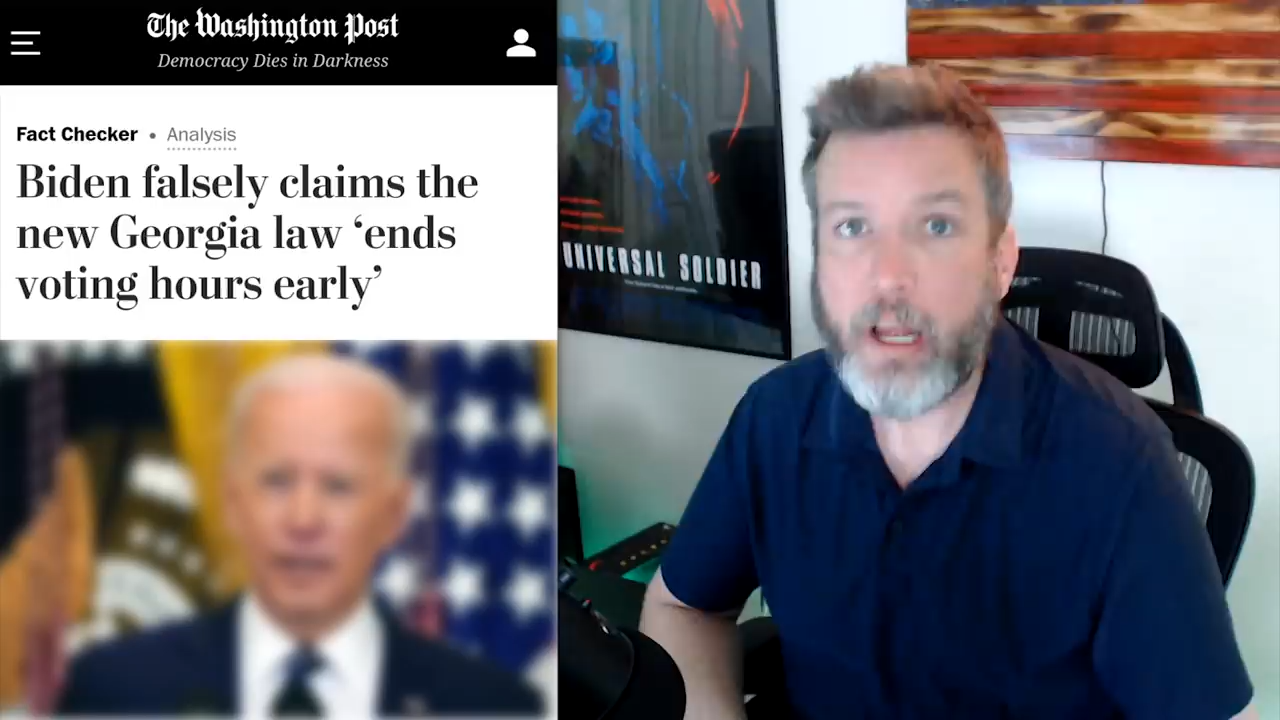 The Washington Post
Democracy Dies in Darkness
Fact Checker • Analysis
Biden falsely claims the
new Georgia law ‘ends
voting hours early’
UNIVERSAL SOLDIER